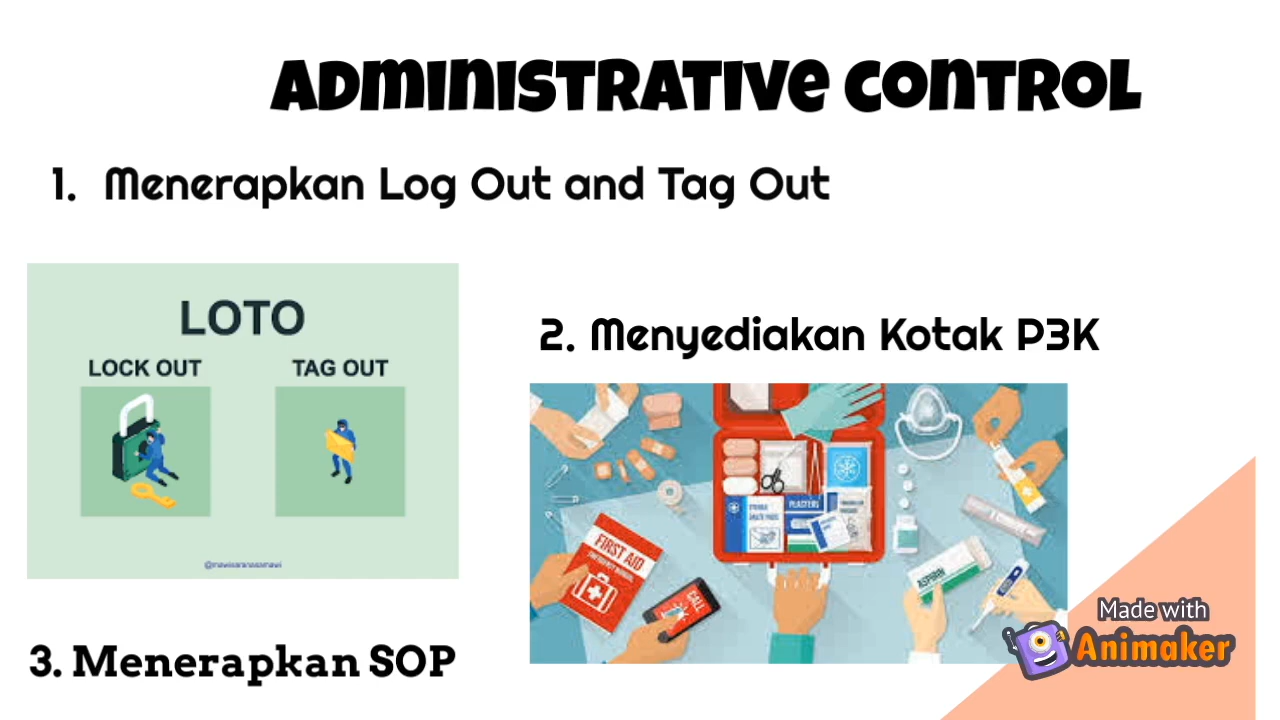 ADMINISTRATIVE CONTROL
1. Menerapkan Log Out and Tag Out
LOTO
LOCK OUT
TAG OUT
2. Menyediakan Kotak P3K
PLASTERS
FIRST AID
CALL
ASPIRIN
3. Menerapkan SOP
Made with
Animaker